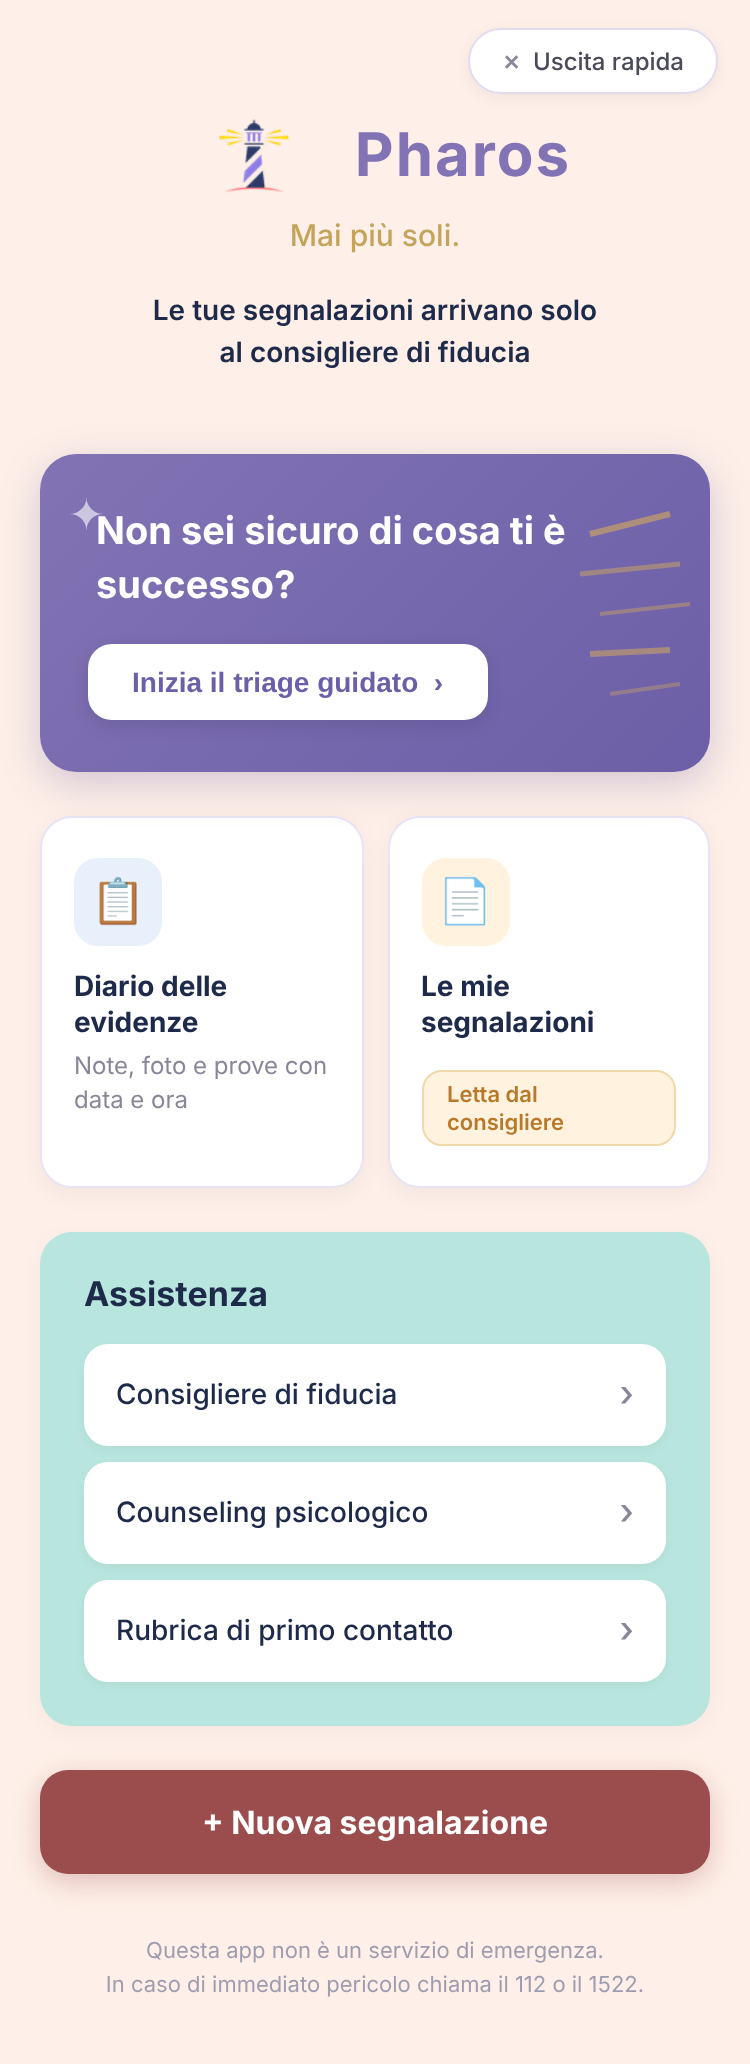 × Uscita rapida
Pharos
Mai più soli.
Le tue segnalazioni arrivano solo
al consigliere di fiducia
Non sei sicuro di cosa ti è
successo?
Inizia il triage guidato ›
Diario delle
evidenze
Note, foto e prove con
data e ora
Le mie
segnalazioni
Letta dal
consigliere
Assistenza
Consigliere di fiducia ›
Counseling psicologico ›
Rubrica di primo contatto ›
+ Nuova segnalazione
Questa app non è un servizio di emergenza.
In caso di immediato pericolo chiama il 112 o il 1522.